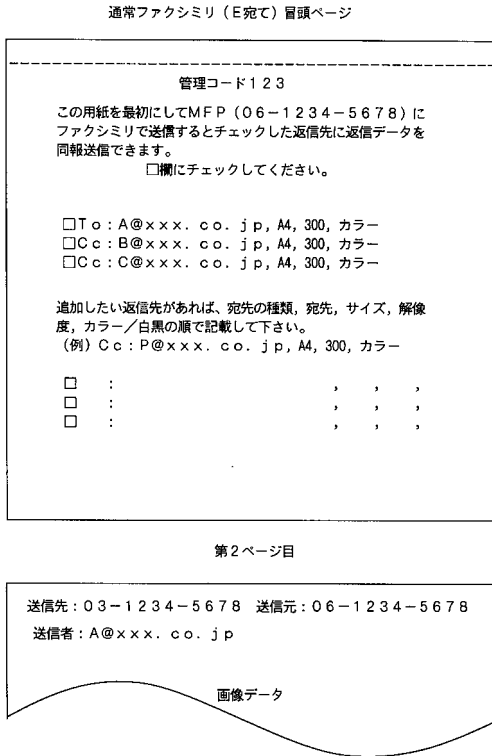 通常ファクシミリ（E宛て）冒頭ページ
管理コード１２３
この用紙を最初にしてＭＦＰ（０６－１２３４－５６７８）に
ファクシミリで送信するとチェックした返信先に返信データを
同報送信できます。
□欄にチェックしてください。
□Ｔｏ：Ａ＠ｘｘｘ．ｃｏ．ｊｐ，A4，300，カラー
□Ｃｃ：Ｂ＠ｘｘｘ．ｃｏ．ｊｐ，A4，300，カラー
□Ｃｃ：Ｃ＠ｘｘｘ．ｃｏ．ｊｐ，A4，300，カラー
追加したい返信先があれば、宛先の種類，宛先，サイズ，解像
度，カラー／白黒の順で記載して下さい。
（例）Ｃｃ：Ｐ＠ｘｘｘ．ｃｏ．ｊｐ，A4，300，カラー
□　：　　　　　　　　　　，　，　，
□　：　　　　　　　　　　，　，　，
□　：　　　　　　　　　　，　，　，
第２ページ目
送信先：０３－１２３４－５６７８　送信元：０６－１２３４－５６７８
送信者：Ａ＠ｘｘｘ．ｃｏ．ｊｐ
画像データ